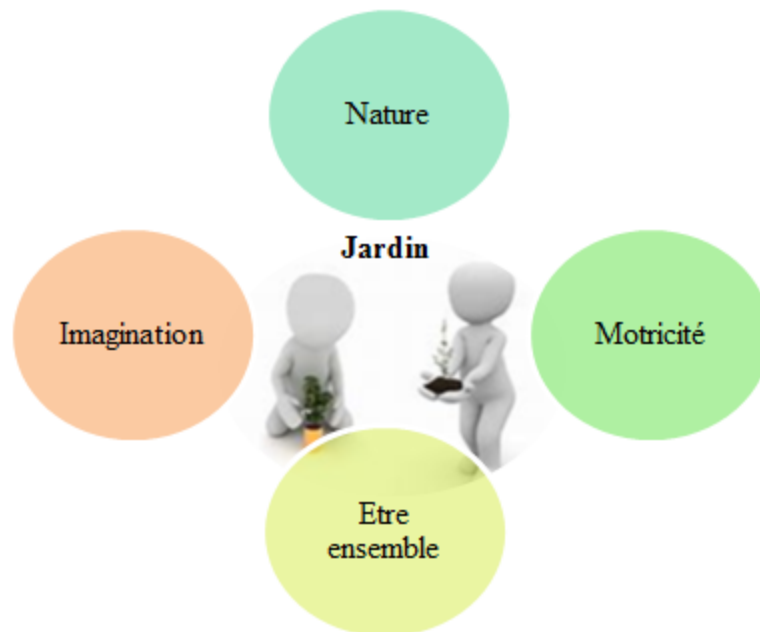 Nature
Jardin
Imagination
Motricité
Etre
ensemble